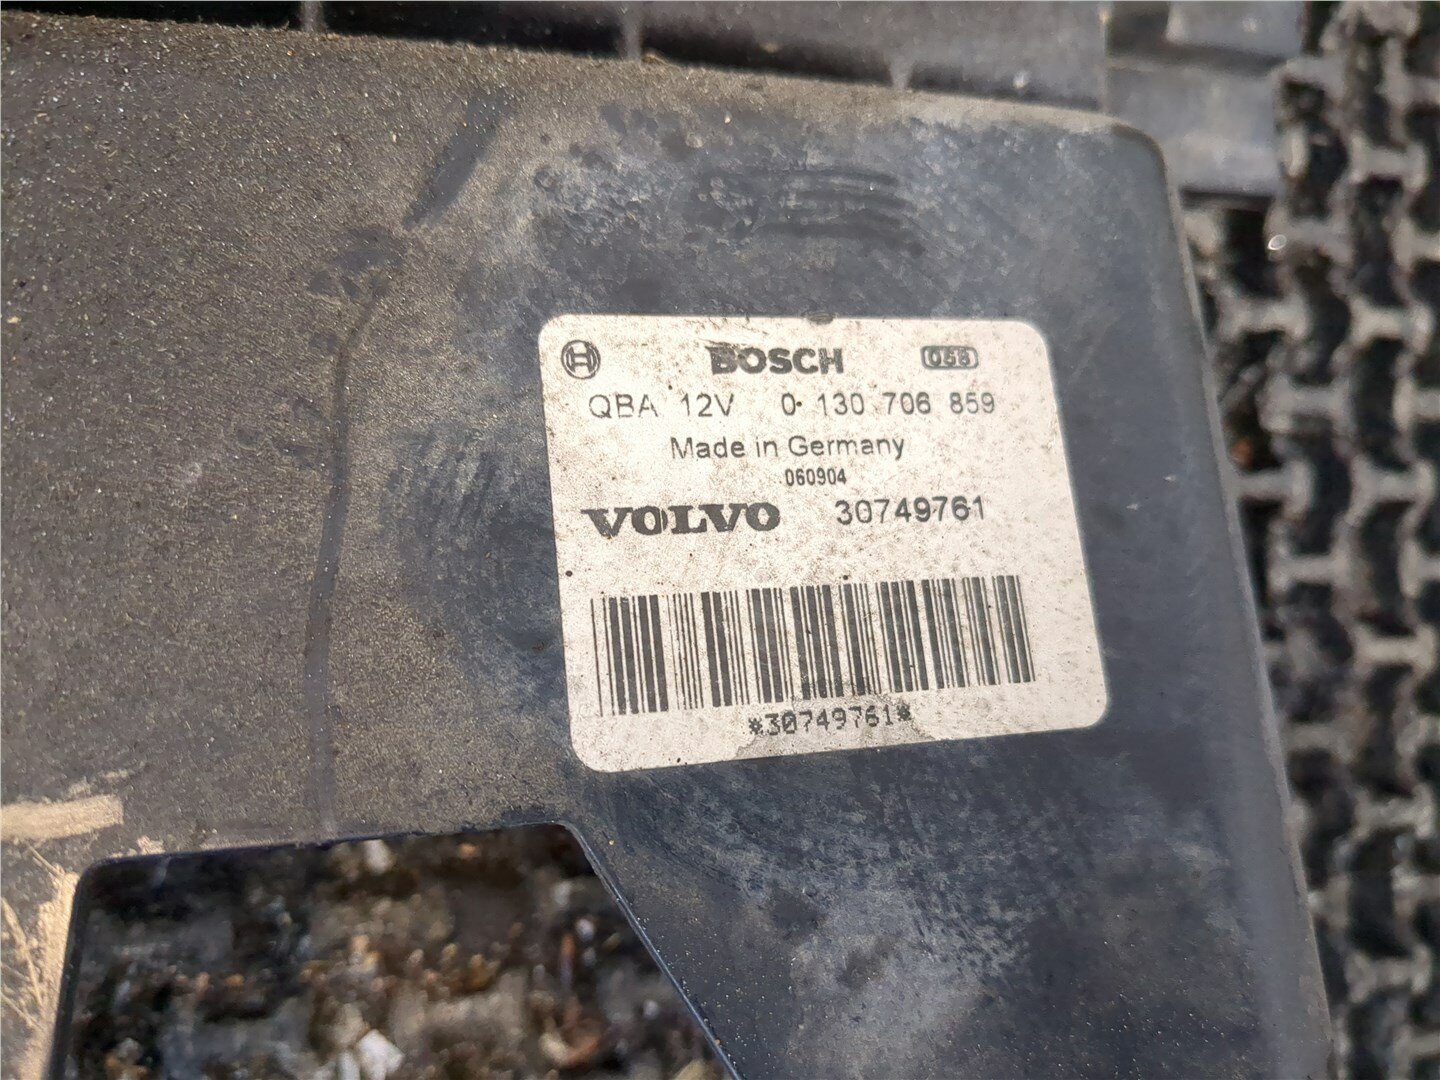 BOSCH 058
QBA 12V 0 130 706 859
Made in Germany
060904
VOLVO 30749761
*30749761*